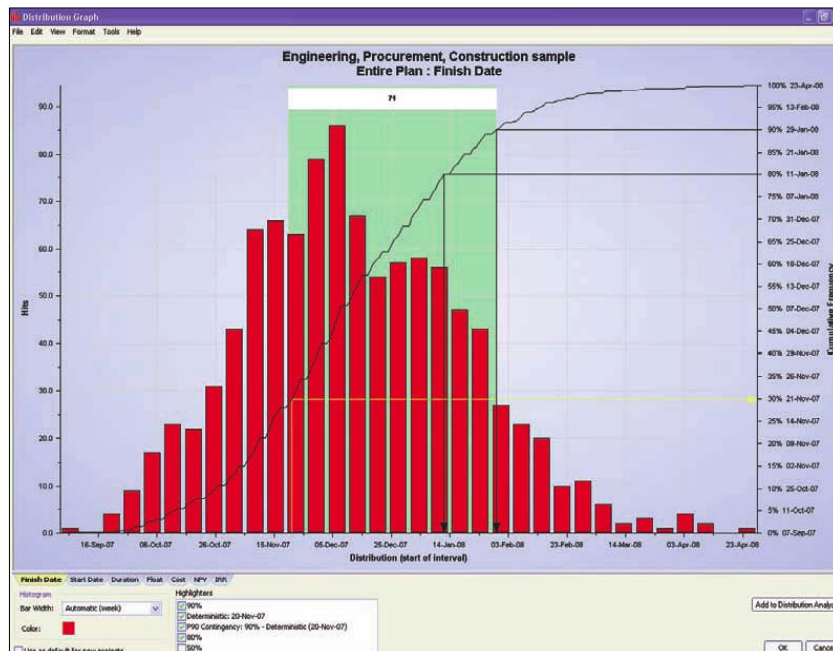 Distribution Graph
File Edit View Format Tools Help
Engineering, Procurement, Construction sample
Entire Plan : Finish Date
71
Hits
90.0
80.0
70.0
60.0
50.0
40.0
30.0
20.0
10.0
0.0
100% 23-Apr-08
95% 13-Feb-08
90% 29-Jan-08
85% 21-Jan-08
80% 11-Jan-08
75% 07-Jan-08
70% 31-Dec-07
65% 25-Dec-07
60% 18-Dec-07
55% 13-Dec-07
50% 07-Dec-07
45% 04-Dec-07
40% 29-Nov-07
35% 26-Nov-07
30% 21-Nov-07
25% 14-Nov-07
20% 08-Nov-07
15% 02-Nov-07
10% 25-Oct-07
5% 11-Oct-07
0% 07-Sep-07
Cumulative Frequency
16-Sep-07 06-Oct-07 26-Oct-07 15-Nov-07 05-Dec-07 25-Dec-07 14-Jan-08 03-Feb-08 23-Feb-08 14-Mar-08 03-Apr-08 23-Apr-08
Distribution (start of interval)
Finish Date Start Date Duration Float Cost NPV IRR
Histogram
Bar Width: Automatic (week)
Color:
Use as default for new projects
Highlighters
90%
Deterministic: 20-Nov-07
P90 Contingency: 90% - Deterministic (20-Nov-07)
80%
50%
Add to Distribution Analy
OK Cance